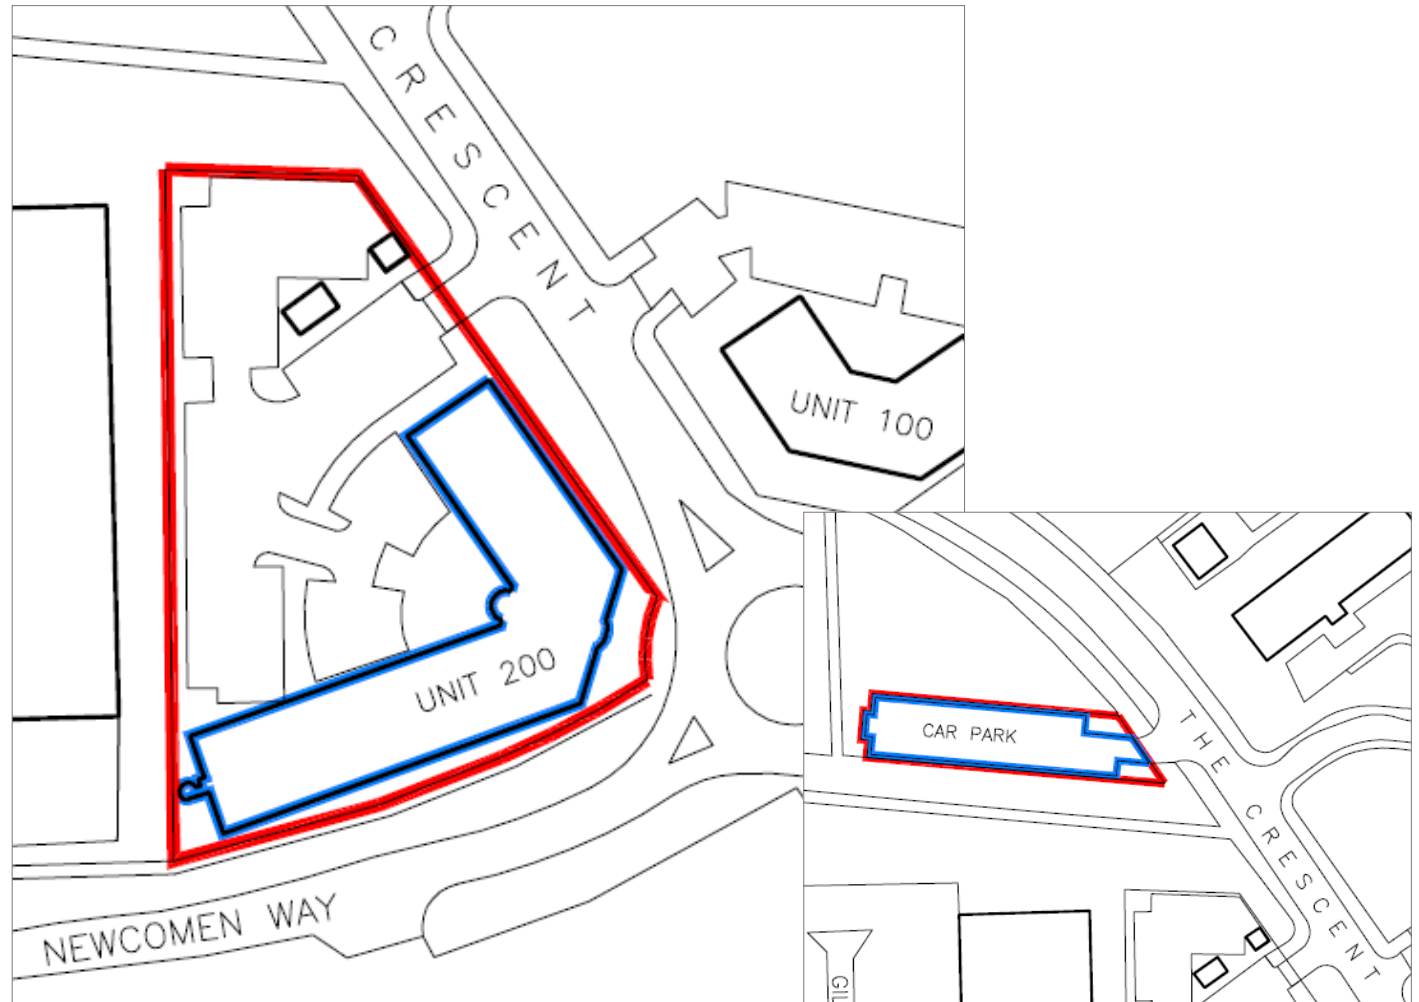 CRESCENT
UNIT 100
UNIT 200
NEWCOMEN WAY
CAR PARK
THE CRESCENT